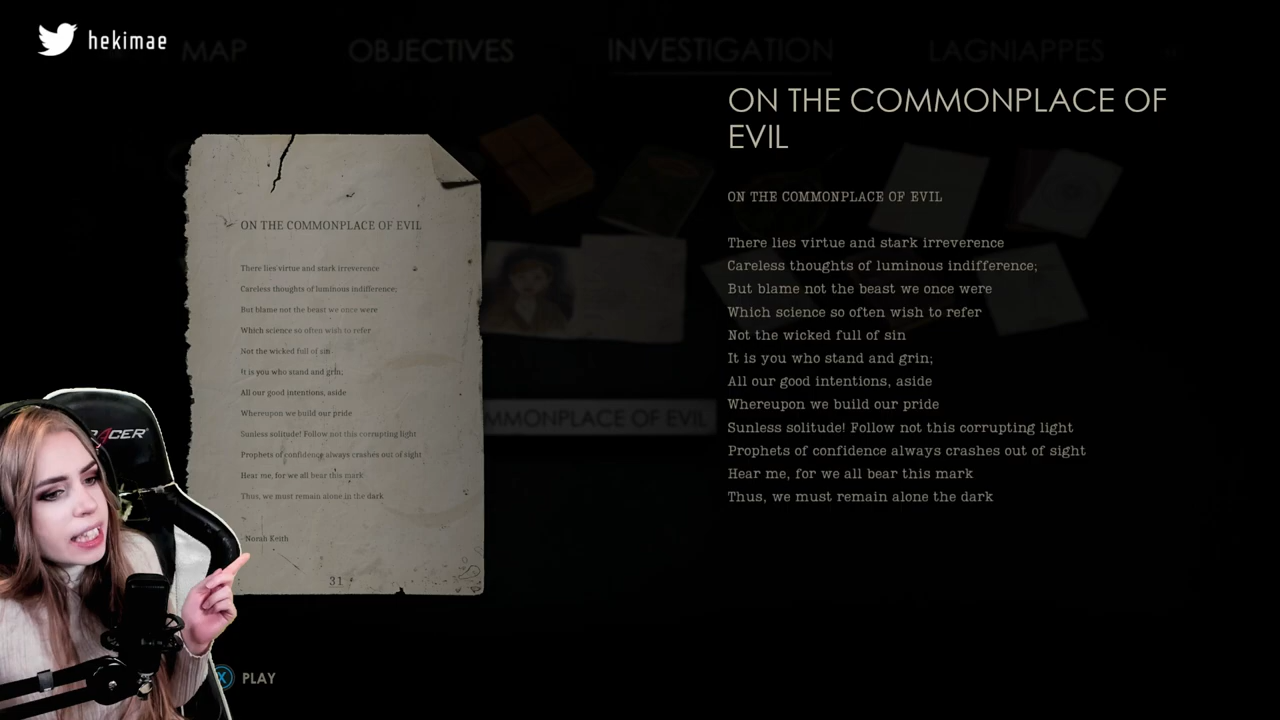 hekimae
MAP
OBJECTIVES
INVESTIGATION
LAGNIAPPES
ON THE COMMONPLACE OF
EVIL
ON THE COMMONPLACE OF EVIL
There lies virtue and stark irreverence
Careless thoughts of luminous indifference;
But blame not the beast we once were
Which science so often wish to refer
Not the wicked full of sin
It is you who stand and grin;
All our good intentions, aside
Whereupon we build our pride
Sunless solitude! Follow not this corrupting light
Prophets of confidence always crashes out of sight
Hear me, for we all bear this mark
Thus, we must remain alone in the dark
-Norah Keith
31
ON THE COMMONPLACE OF EVIL
There lies virtue and stark irreverence
Careless thoughts of luminous indifference;
But blame not the beast we once were
Which science so often wish to refer
Not the wicked full of sin
It is you who stand and grin;
All our good intentions, aside
Whereupon we build our pride
Sunless solitude! Follow not this corrupting light
Prophets of confidence always crashes out of sight
Hear me, for we all bear this mark
Thus, we must remain alone the dark
MMONPLACE OF EVIL
ACER
X PLAY